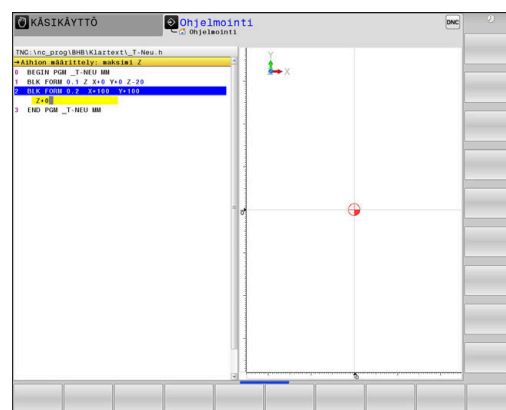 KÄSIKÄYTTÖ
Ohjelmointi
Ohjelmointi
DNC
TNC:\nc_prog\BHB\Klartext\_T-Neu.h
→Aihion määrittely: maksimi Z
0 BEGIN PGM _T-NEU MM
1 BLK FORM 0.1 Z X+0 Y+0 Z-20
2 BLK FORM 0.2 X+100 Y+100
Z+0
3 END PGM _T-NEU MM
Y
X
0
0